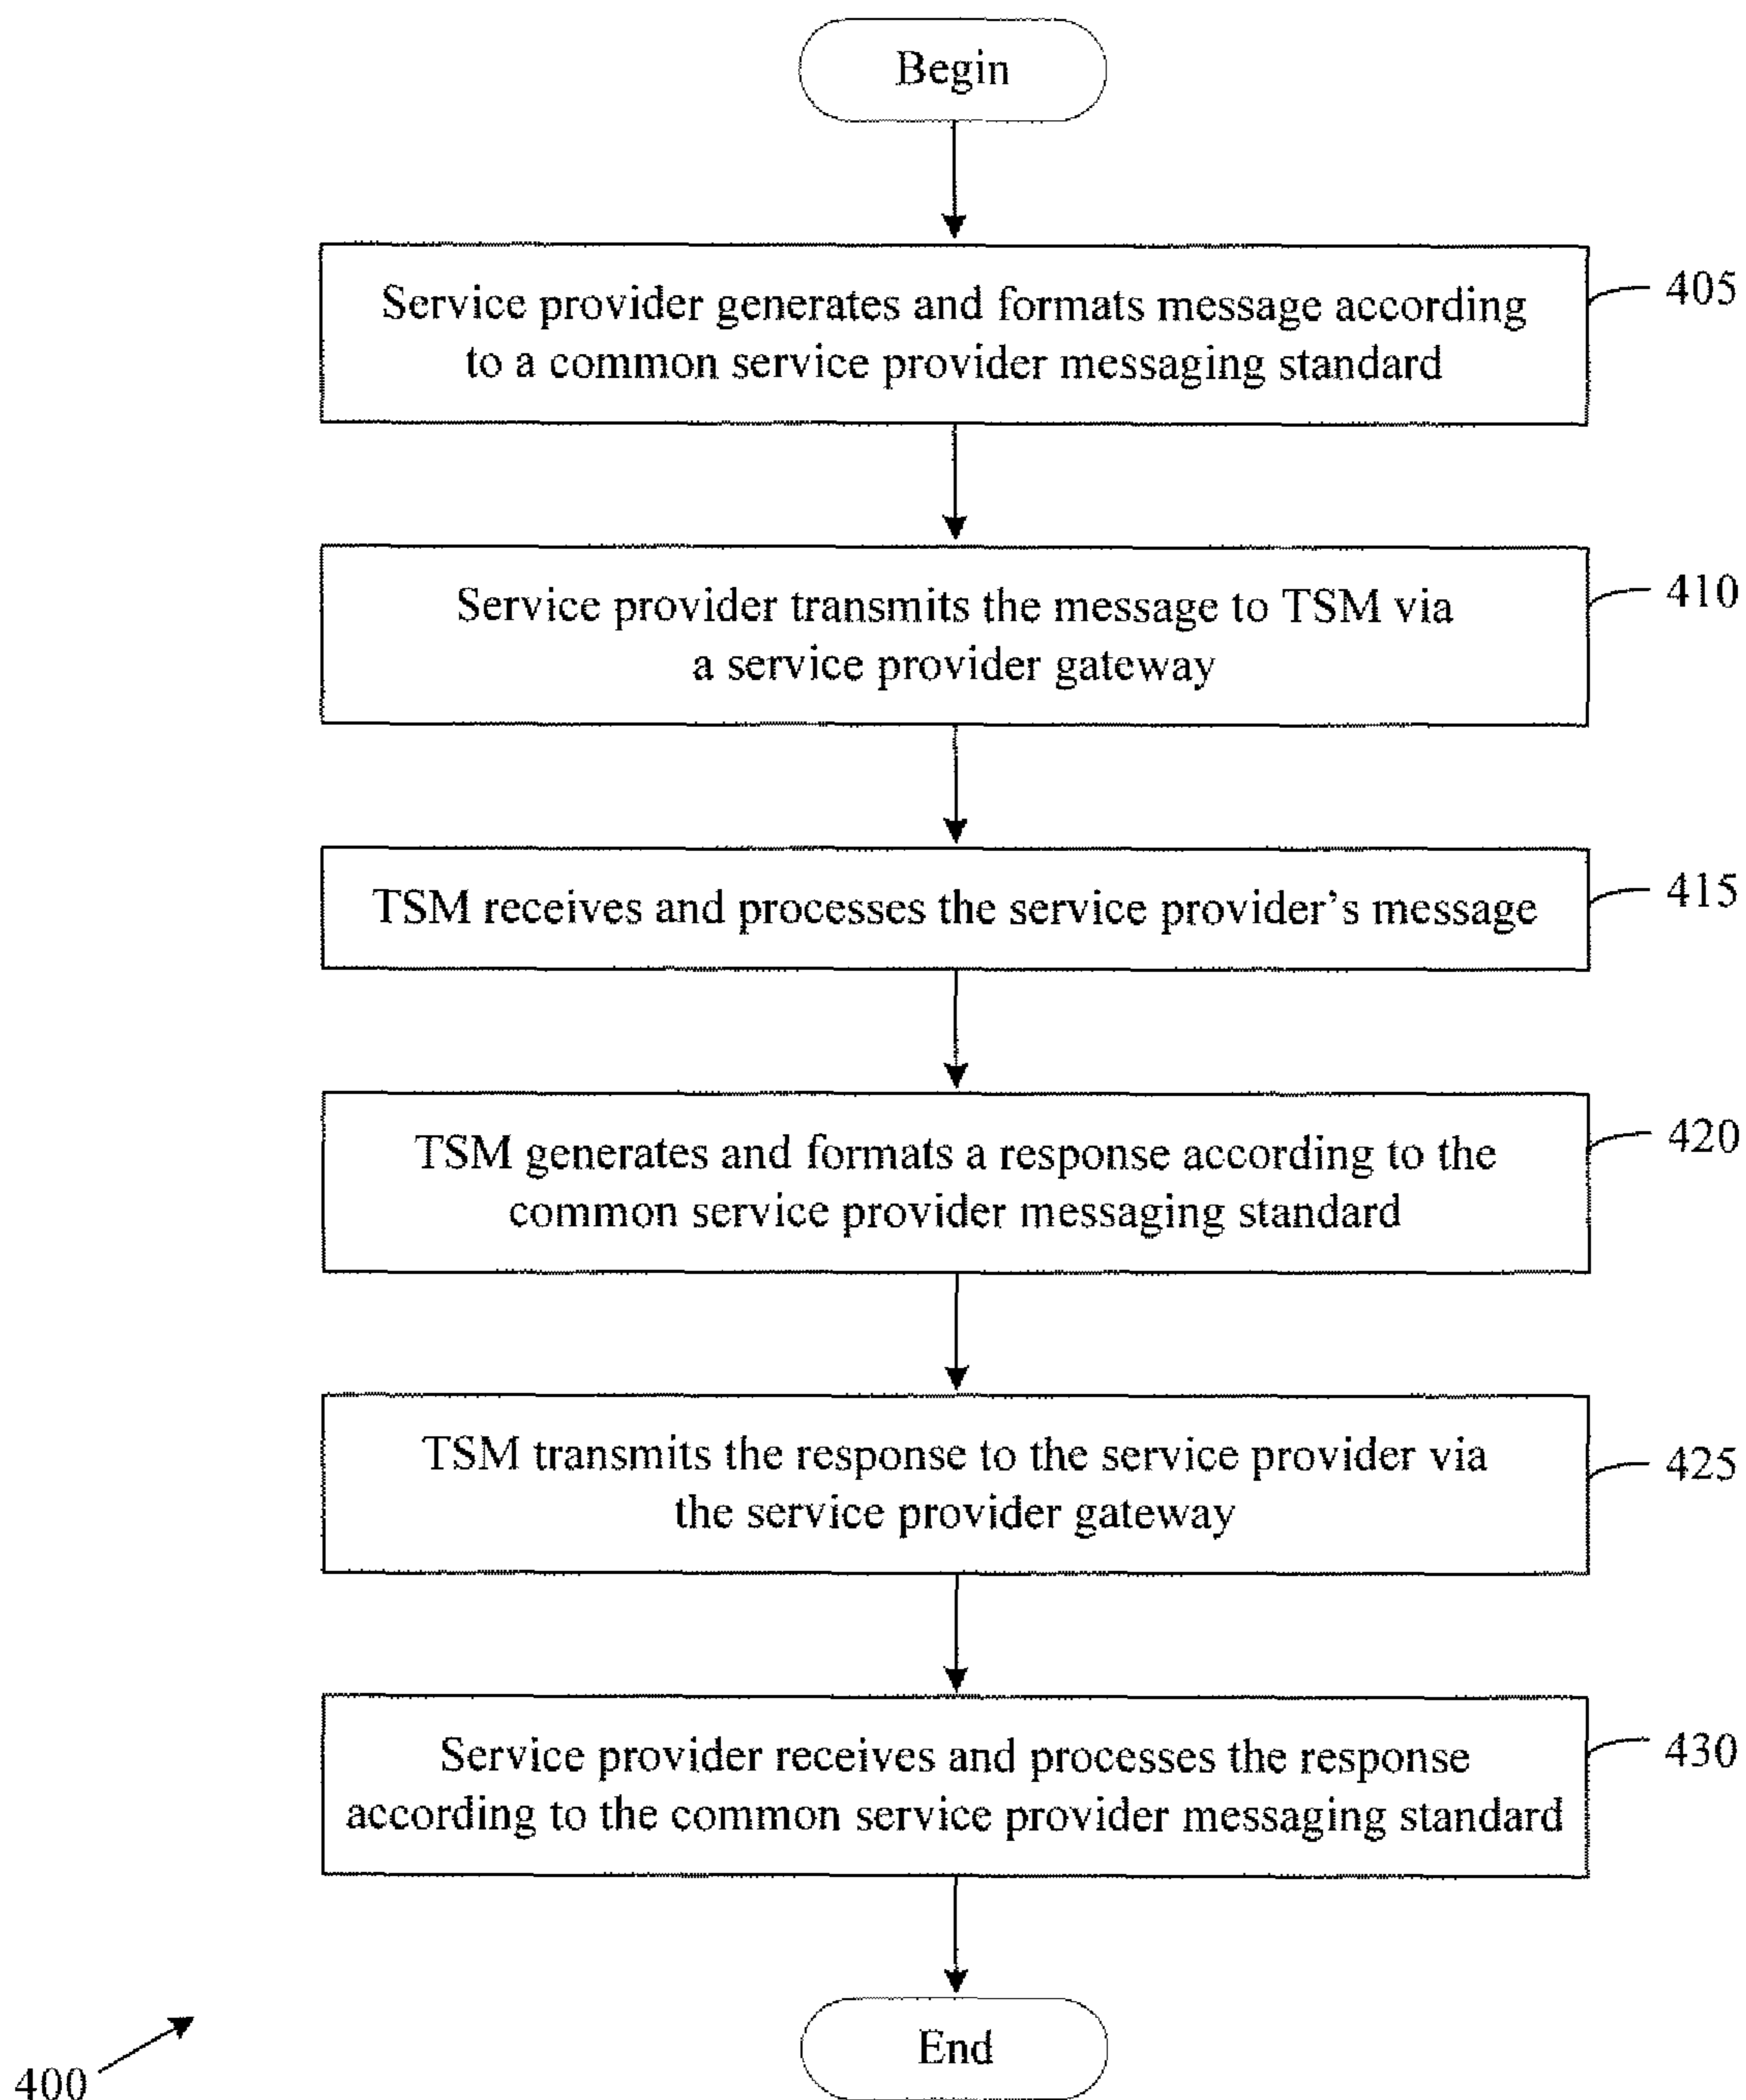 Begin
Service provider generates and formats message according
to a common service provider messaging standard
405
Service provider transmits the message to TSM via
a service provider gateway
410
TSM receives and processes the service provider’s message
415
TSM generates and formats a response according to the
common service provider messaging standard
420
TSM transmits the response to the service provider via
the service provider gateway
425
Service provider receives and processes the response
according to the common service provider messaging standard
430
End
400